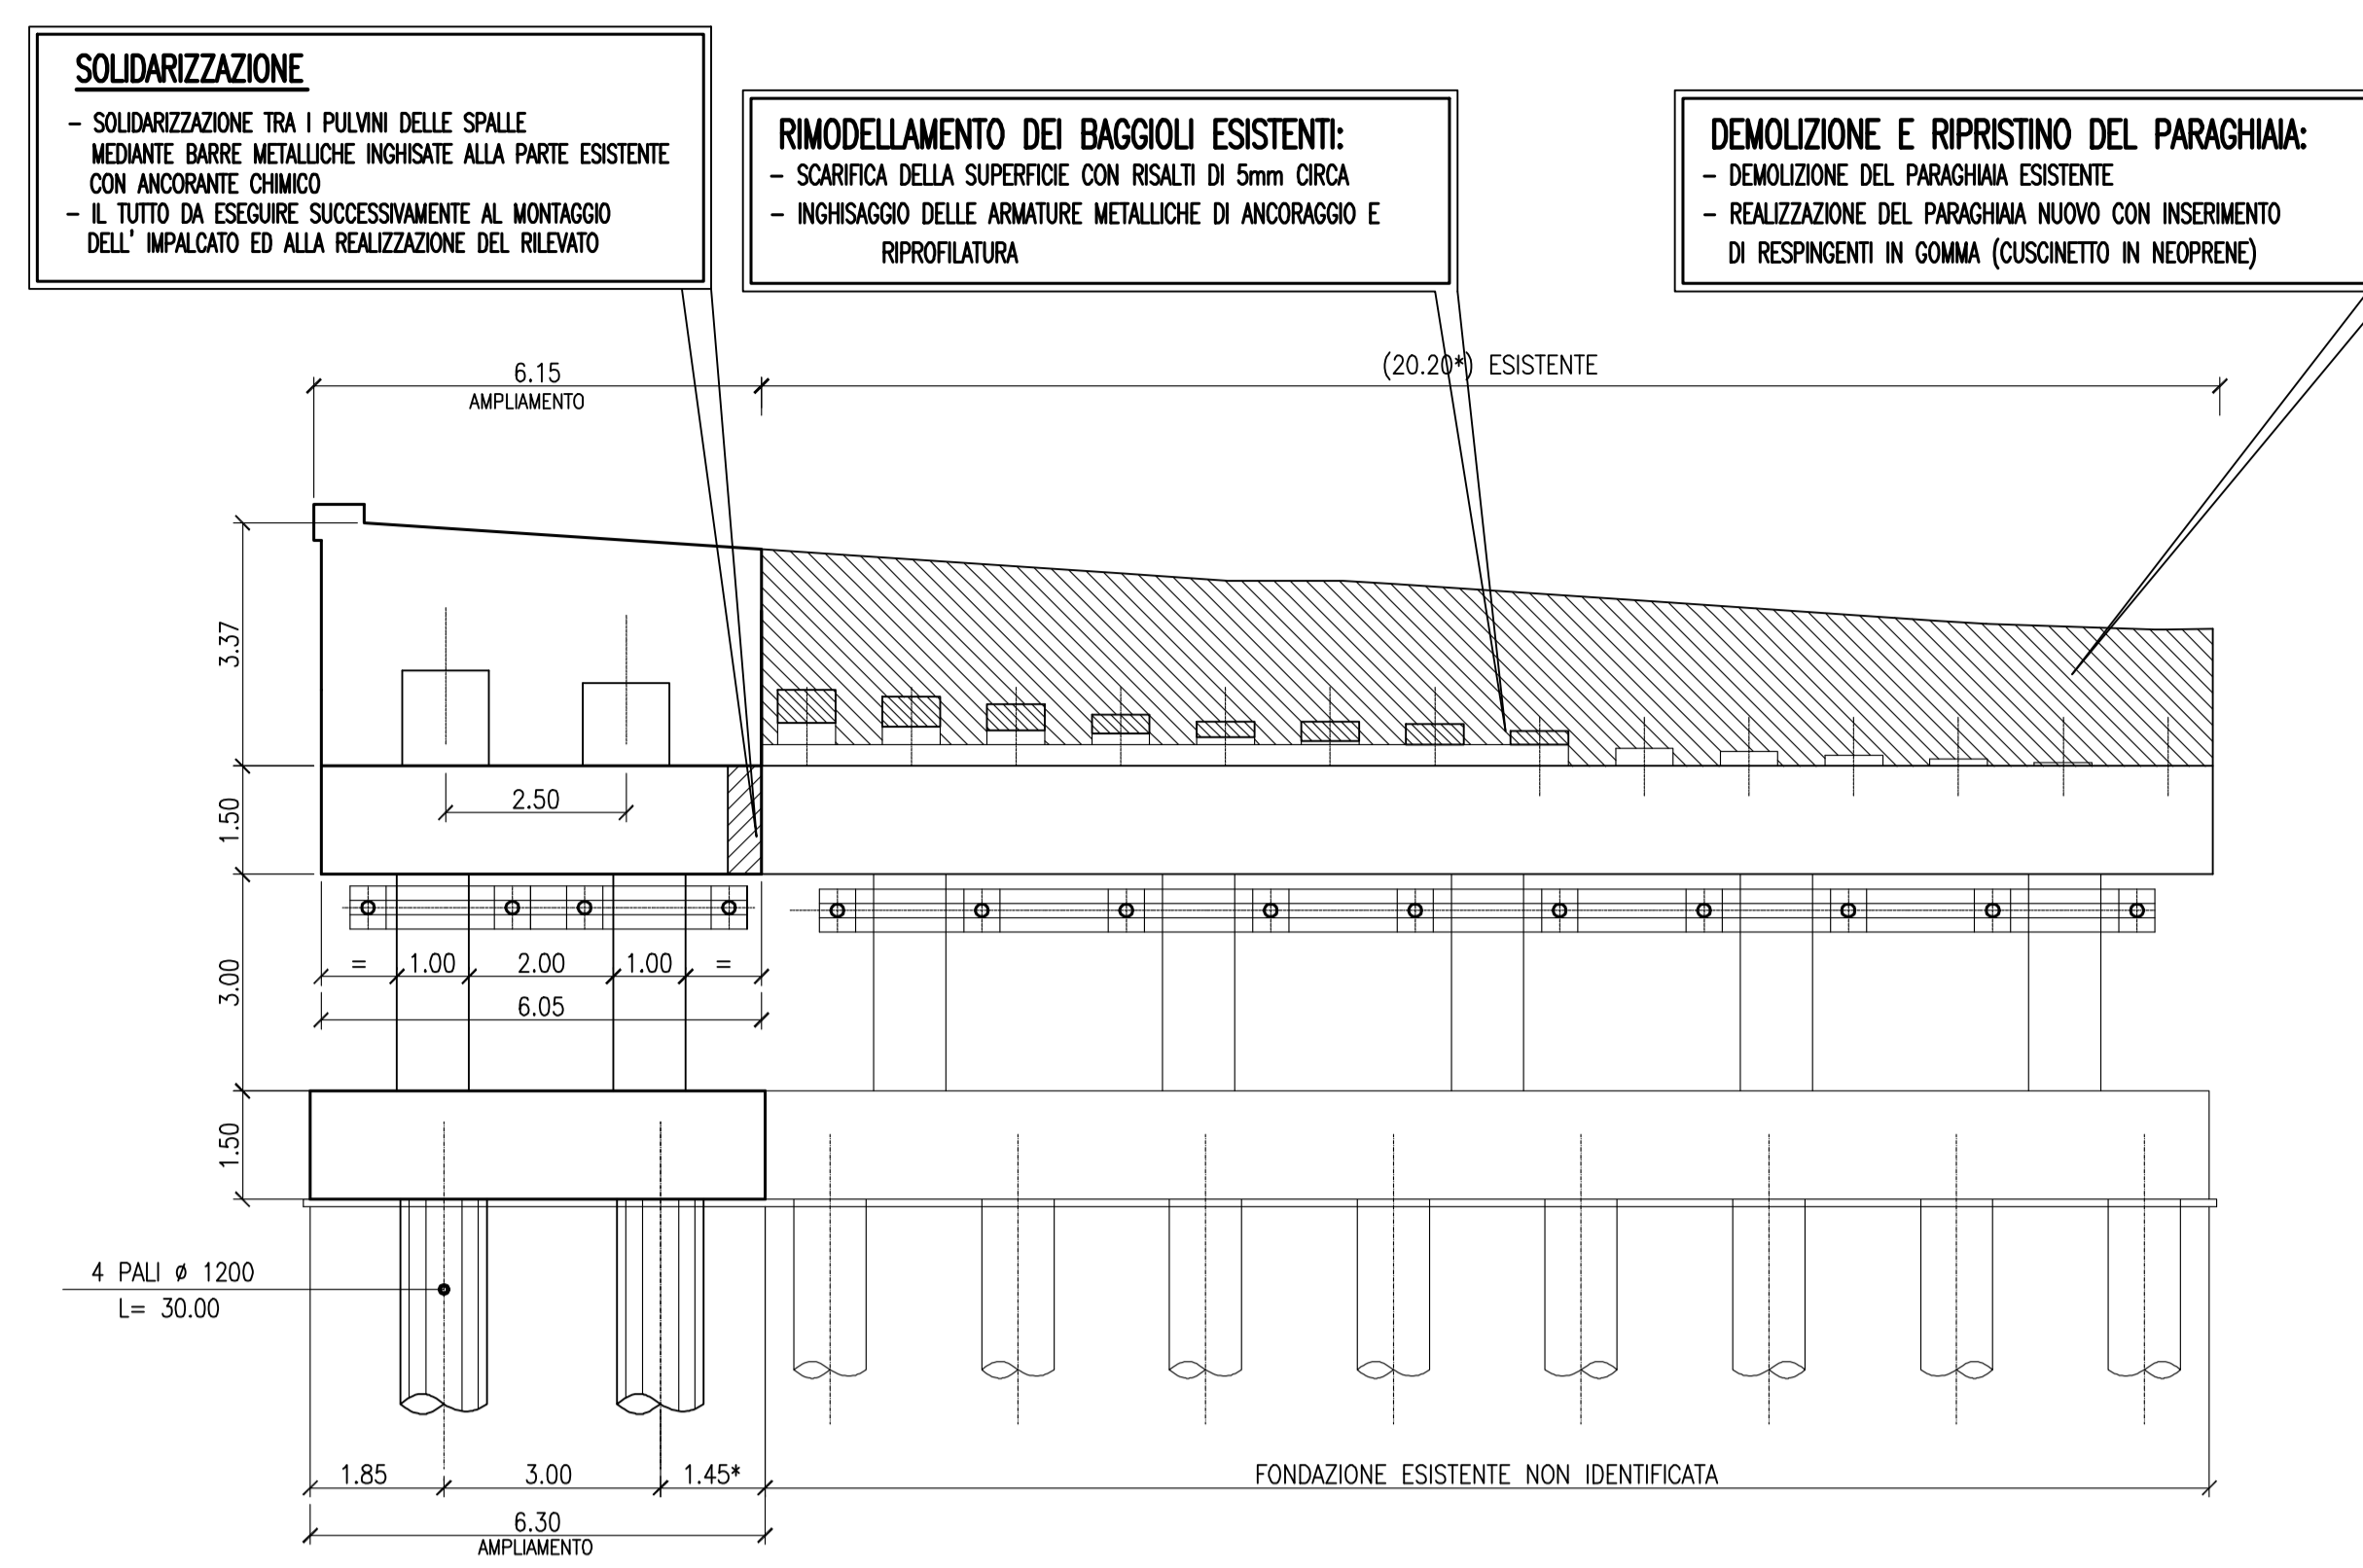 SOLIDARIZZAZIONE
- SOLIDARIZZAZIONE TRA I PULVINI DELLE SPALLE
MEDIANTE BARRE METALLICHE INGHISATE ALLA PARTE ESISTENTE
CON ANCORANTE CHIMICO
- IL TUTTO DA ESEGUIRE SUCCESSIVAMENTE AL MONTAGGIO
DELL' IMPALCATO ED ALLA REALIZZAZIONE DEL RILEVATO
RIMODELLAMENTO DEI BAGGIOLI ESISTENTI:
- SCARIFICA DELLA SUPERFICIE CON RISALTI DI 5mm CIRCA
- INGHISAGGIO DELLE ARMATURE METALLICHE DI ANCORAGGIO E
RIPROFILATURA
DEMOLIZIONE E RIPRISTINO DEL PARAGHIAIA:
- DEMOLIZIONE DEL PARAGHIAIA ESISTENTE
- REALIZZAZIONE DEL PARAGHIAIA NUOVO CON INSERIMENTO
DI RESPINGENTI IN GOMMA (CUSCINETTO IN NEOPRENE)
6.15
AMPLIAMENTO
(20.20*) ESISTENTE
3.37
1.50
2.50
3.00
= 1.00 2.00 1.00 =
6.05
1.50
4 PALI ø 1200
L= 30.00
1.85 3.00 1.45*
FONDAZIONE ESISTENTE NON IDENTIFICATA
6.30
AMPLIAMENTO